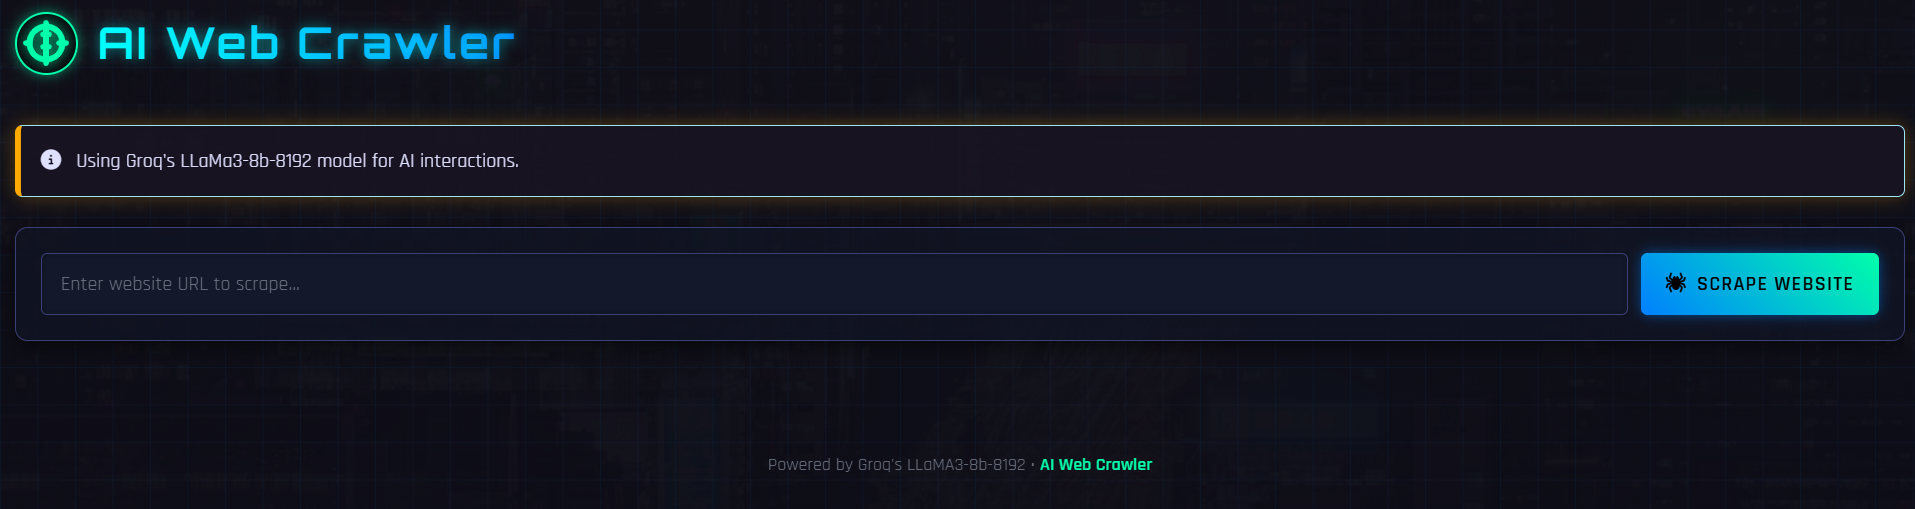 AI Web Crawler
Using Groq's LLaMa3-8b-8192 model for AI interactions.
Enter website URL to scrape...
SCRAPE WEBSITE
Powered by Groq's LLaMA3-8b-8192 • AI Web Crawler